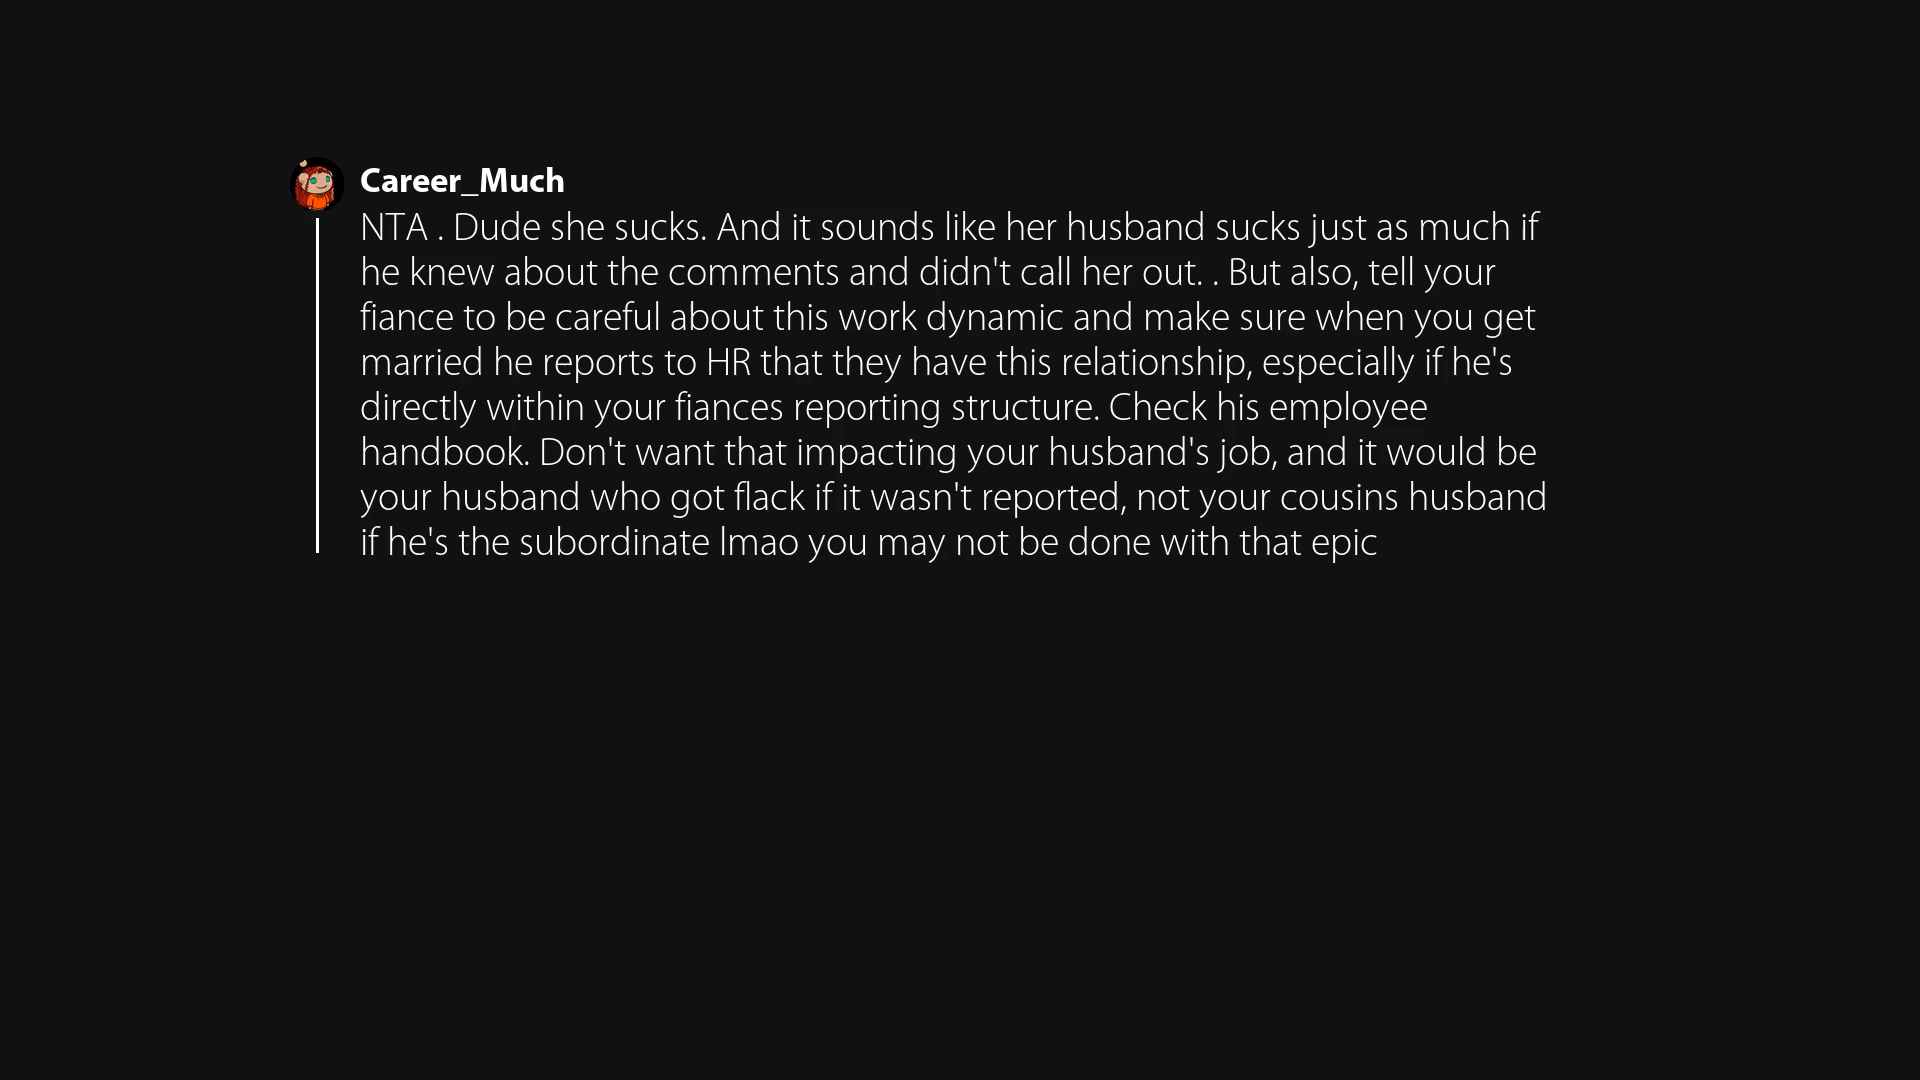 Career_Much
NTA . Dude she sucks. And it sounds like her husband sucks just as much if
he knew about the comments and didn't call her out. . But also, tell your
fiance to be careful about this work dynamic and make sure when you get
married he reports to HR that they have this relationship, especially if he's
directly within your fiances reporting structure. Check his employee
handbook. Don't want that impacting your husband's job, and it would be
your husband who got flack if it wasn't reported, not your cousins husband
if he's the subordinate lmao you may not be done with that epic